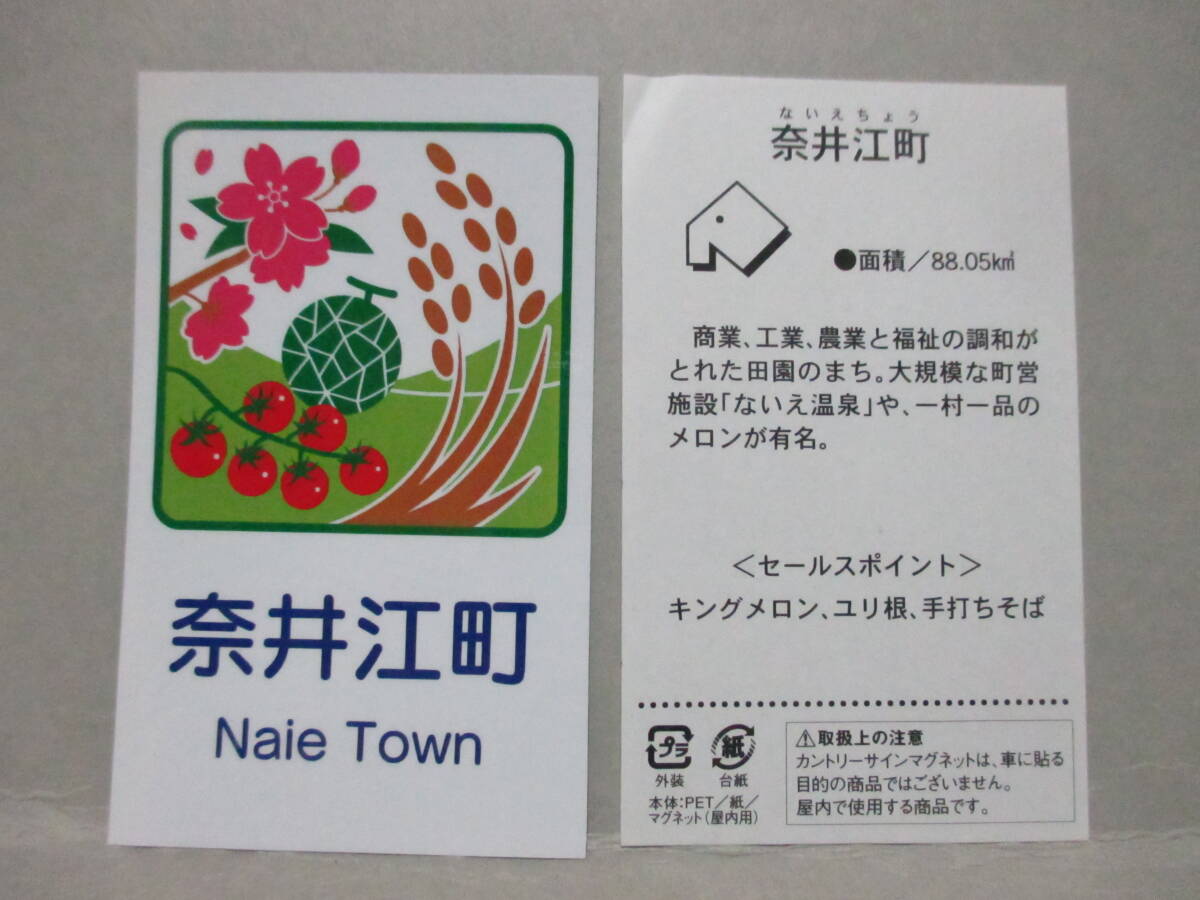 奈井江町
Naie Town
ないえちょう
奈井江町
●面積／88.05㎢
商業、工業、農業と福祉の調和が
とれた田園のまち。大規模な町営
施設「ないえ温泉」や、一村一品の
メロンが有名。
＜セールスポイント＞
キングメロン、ユリ根、手打ちそば
プラ
外装
紙
台紙
本体：PET／紙／
マグネット（屋内用）
⚠取扱上の注意
カントリーサインマグネットは、車に貼る
目的の商品ではございません。
屋内で使用する商品です。